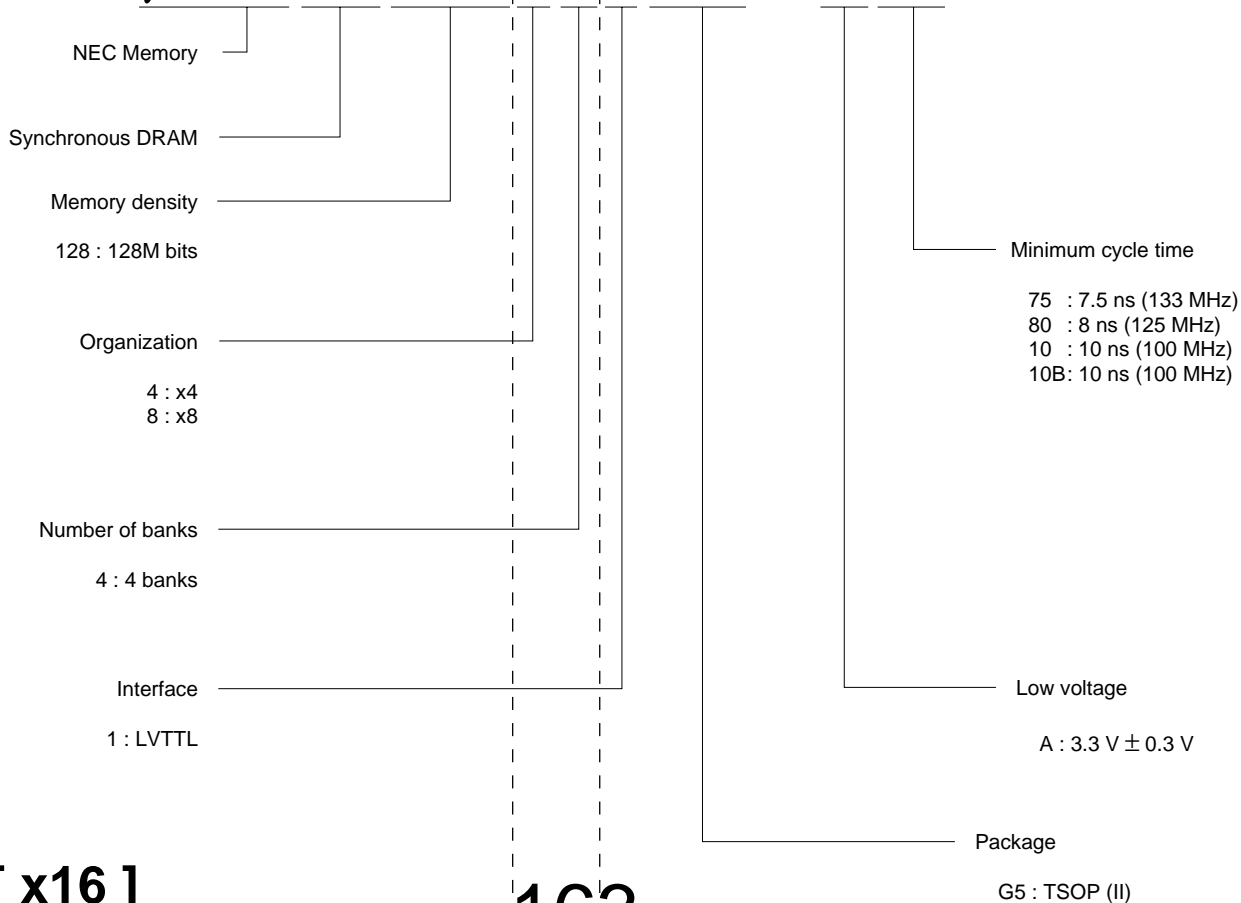 NEC Memory
Synchronous DRAM
Memory density
128 : 128M bits
Organization
4 : x4
8 : x8
Number of banks
4 : 4 banks
Interface
1 : LVTTL
Minimum cycle time
75 : 7.5 ns (133 MHz)
80 : 8 ns (125 MHz)
10 : 10 ns (100 MHz)
10B: 10 ns (100 MHz)
Low voltage
A : 3.3 V ± 0.3 V
Package
G5 : TSOP (II)
[ x16 ]